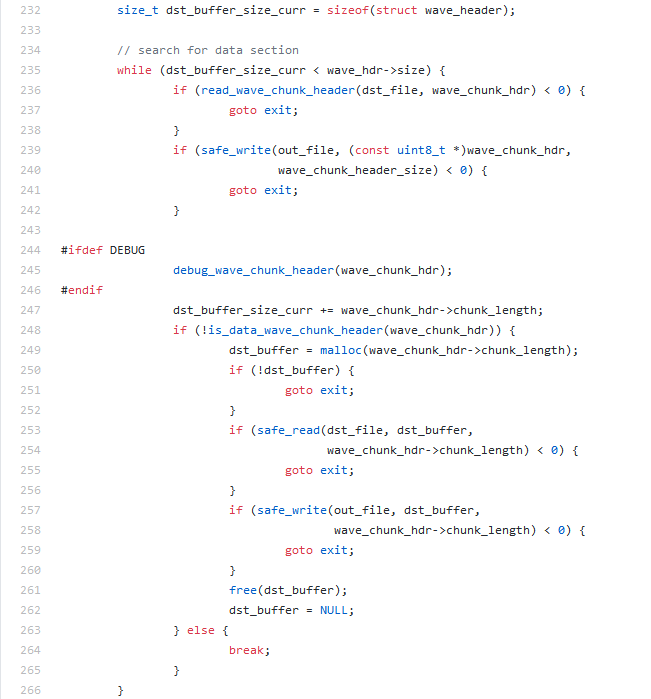 232 size_t dst_buffer_size_curr = sizeof(struct wave_header);
233
234 // search for data section
235 while (dst_buffer_size_curr < wave_hdr->size) {
236 if (read_wave_chunk_header(dst_file, wave_chunk_hdr) < 0) {
237 goto exit;
238 }
239 if (safe_write(out_file, (const uint8_t *)wave_chunk_hdr,
240 wave_chunk_header_size) < 0) {
241 goto exit;
242 }
243
244 #ifdef DEBUG
245 debug_wave_chunk_header(wave_chunk_hdr);
246 #endif
247 dst_buffer_size_curr += wave_chunk_hdr->chunk_length;
248 if (!is_data_wave_chunk_header(wave_chunk_hdr)) {
249 dst_buffer = malloc(wave_chunk_hdr->chunk_length);
250 if (!dst_buffer) {
251 goto exit;
252 }
253 if (safe_read(dst_file, dst_buffer,
254 wave_chunk_hdr->chunk_length) < 0) {
255 goto exit;
256 }
257 if (safe_write(out_file, dst_buffer,
258 wave_chunk_hdr->chunk_length) < 0) {
259 goto exit;
260 }
261 free(dst_buffer);
262 dst_buffer = NULL;
263 } else {
264 break;
265 }
266 }